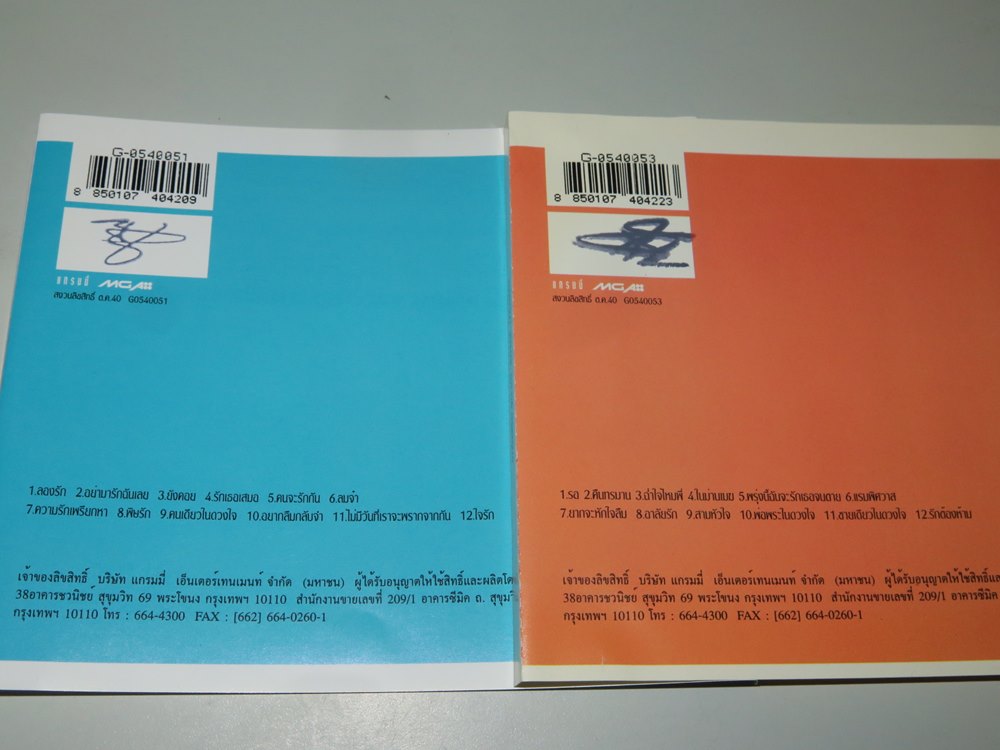 G-0540051
8 850107 404209
แกรมมี่ MGA
สงวนลิขสิทธิ์ ต.ค.40 G0540051
1.ลองรัก 2.อย่ามารักฉันเลย 3.ยังคอย 4.รักเธอเสมอ 5.คนจะรักกัน 6.ลมจ๋า
7.ความรักเพรียกหา 8.พิษรัก 9.คนเดียวในดวงใจ 10.อยากลืมกลับจำ 11.ไม่มีวันที่เราจะพรากจากกัน 12.ใจรัก
เจ้าของลิขสิทธิ์ บริษัท แกรมมี่ เอ็นเตอร์เทนเมนท์ จำกัด (มหาชน) ผู้ได้รับอนุญาตให้ใช้สิทธิ์และผลิตโดย
38อาคารชวนิชย์ สุขุมวิท 69 พระโขนง กรุงเทพฯ 10110 สำนักงานขายเลขที่ 209/1 อาคารซีมิค ถ. สุขุมวิ
กรุงเทพฯ 10110 โทร : 664-4300 FAX : [662] 664-0260-1
G-0540053
8 850107 404223
แกรมมี่ MGA
สงวนลิขสิทธิ์ ต.ค.40 G0540053
1.รอ 2.คืนทรมาน 3.ฉ่ำใจไหมพี่ 4.ในม่านเมฆ 5.พรุ่งนี้ฉันจะรักเธอจนตาย 6.แรมพิศวาส
7.ยากจะหักใจลืม 8.อาลัยรัก 9.สามหัวใจ 10.พ่อพระในดวงใจ 11.ชายเดียวในดวงใจ 12.รักต้องห้าม
เจ้าของลิขสิทธิ์ บริษัท แกรมมี่ เอ็นเตอร์เทนเมนท์ จำกัด (มหาชน) ผู้ได้รับอนุญาตให้ใช้สิทธิ์แล
38อาคารชวนิชย์ สุขุมวิท 69 พระโขนง กรุงเทพฯ 10110 สำนักงานขายเลขที่ 209/1 อาคารซีมิค
กรุงเทพฯ 10110 โทร : 664-4300 FAX : [662] 664-0260-1